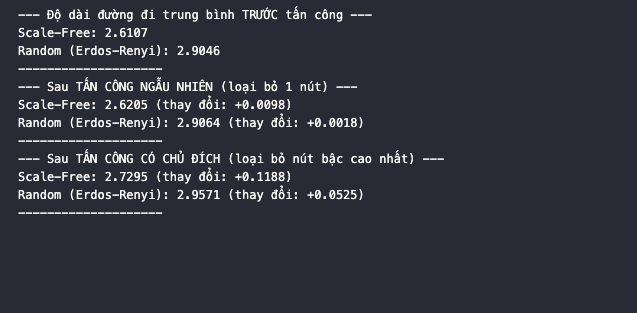 --- Độ dài đường đi trung bình TRƯỚC tấn công ---
Scale-Free: 2.6107
Random (Erdos-Renyi): 2.9046
--------------------
--- Sau TẤN CÔNG NGẪU NHIÊN (loại bỏ 1 nút) ---
Scale-Free: 2.6205 (thay đổi: +0.0098)
Random (Erdos-Renyi): 2.9064 (thay đổi: +0.0018)
--------------------
--- Sau TẤN CÔNG CÓ CHỦ ĐÍCH (loại bỏ nút bậc cao nhất) ---
Scale-Free: 2.7295 (thay đổi: +0.1188)
Random (Erdos-Renyi): 2.9571 (thay đổi: +0.0525)
--------------------